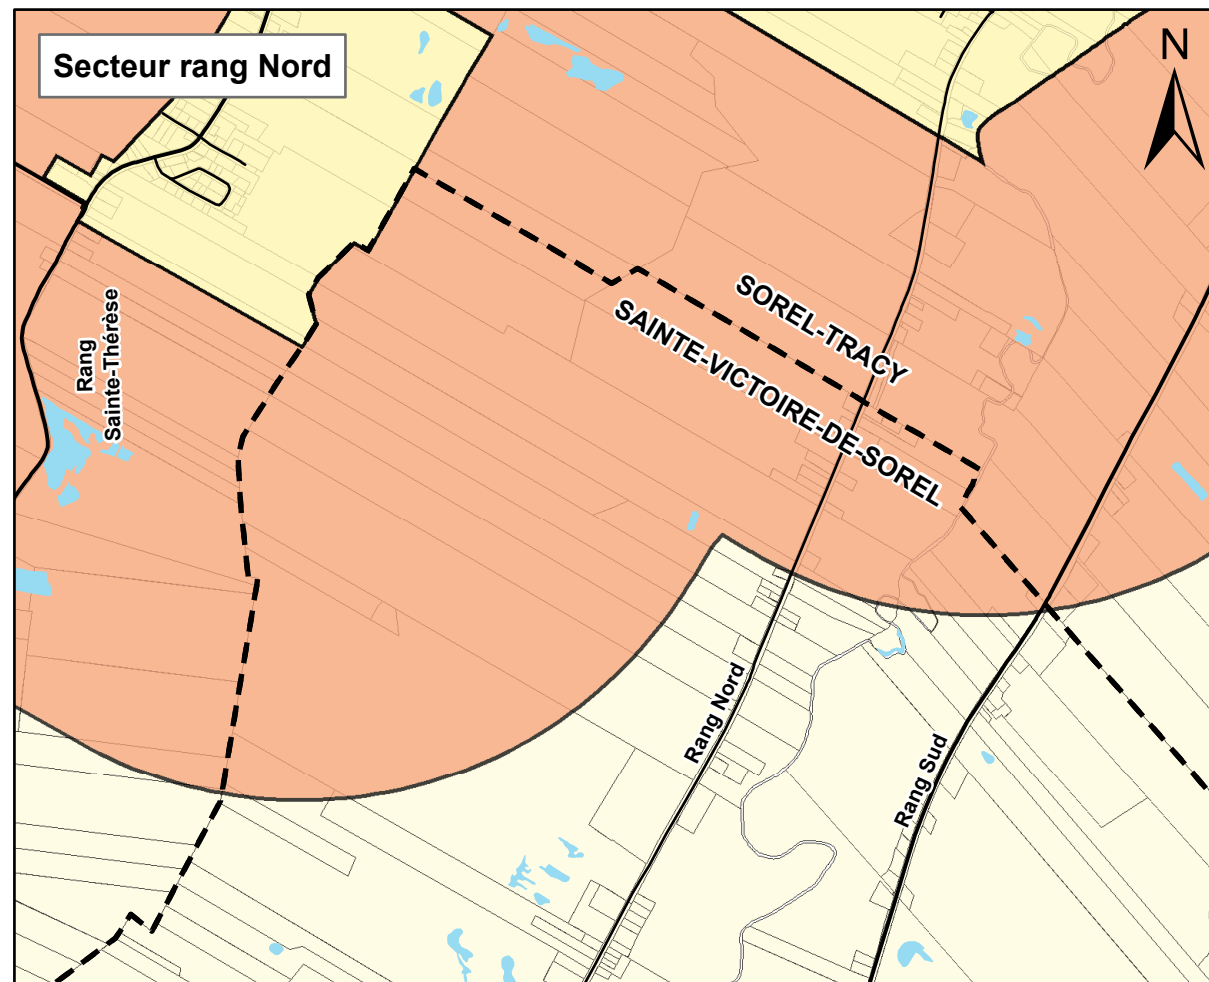 Secteur rang Nord
N
SOREL-TRACY
SAINTE-VICTOIRE-DE-SOREL
Rang
Sainte-Thérèse
Rang Nord
Rang Sud